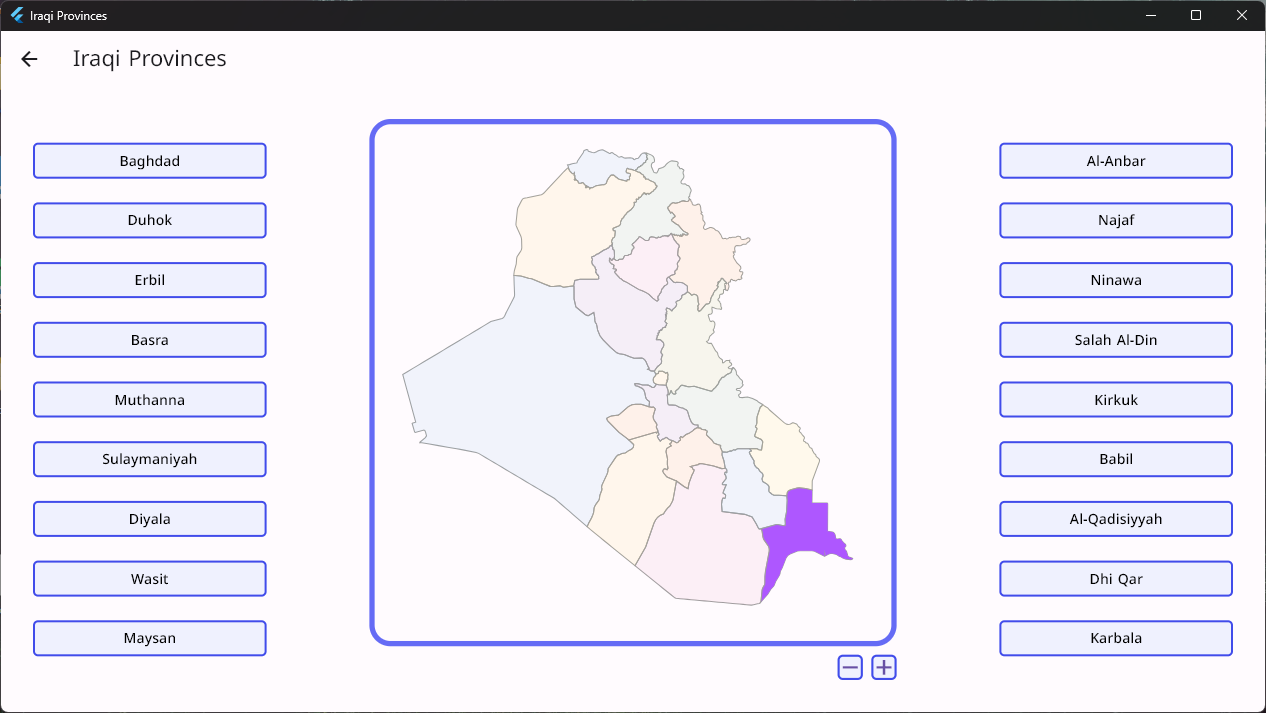 Iraqi Provinces
Iraqi Provinces
Baghdad
Duhok
Erbil
Basra
Muthanna
Sulaymaniyah
Diyala
Wasit
Maysan
Al-Anbar
Najaf
Ninawa
Salah Al-Din
Kirkuk
Babil
Al-Qadisiyyah
Dhi Qar
Karbala